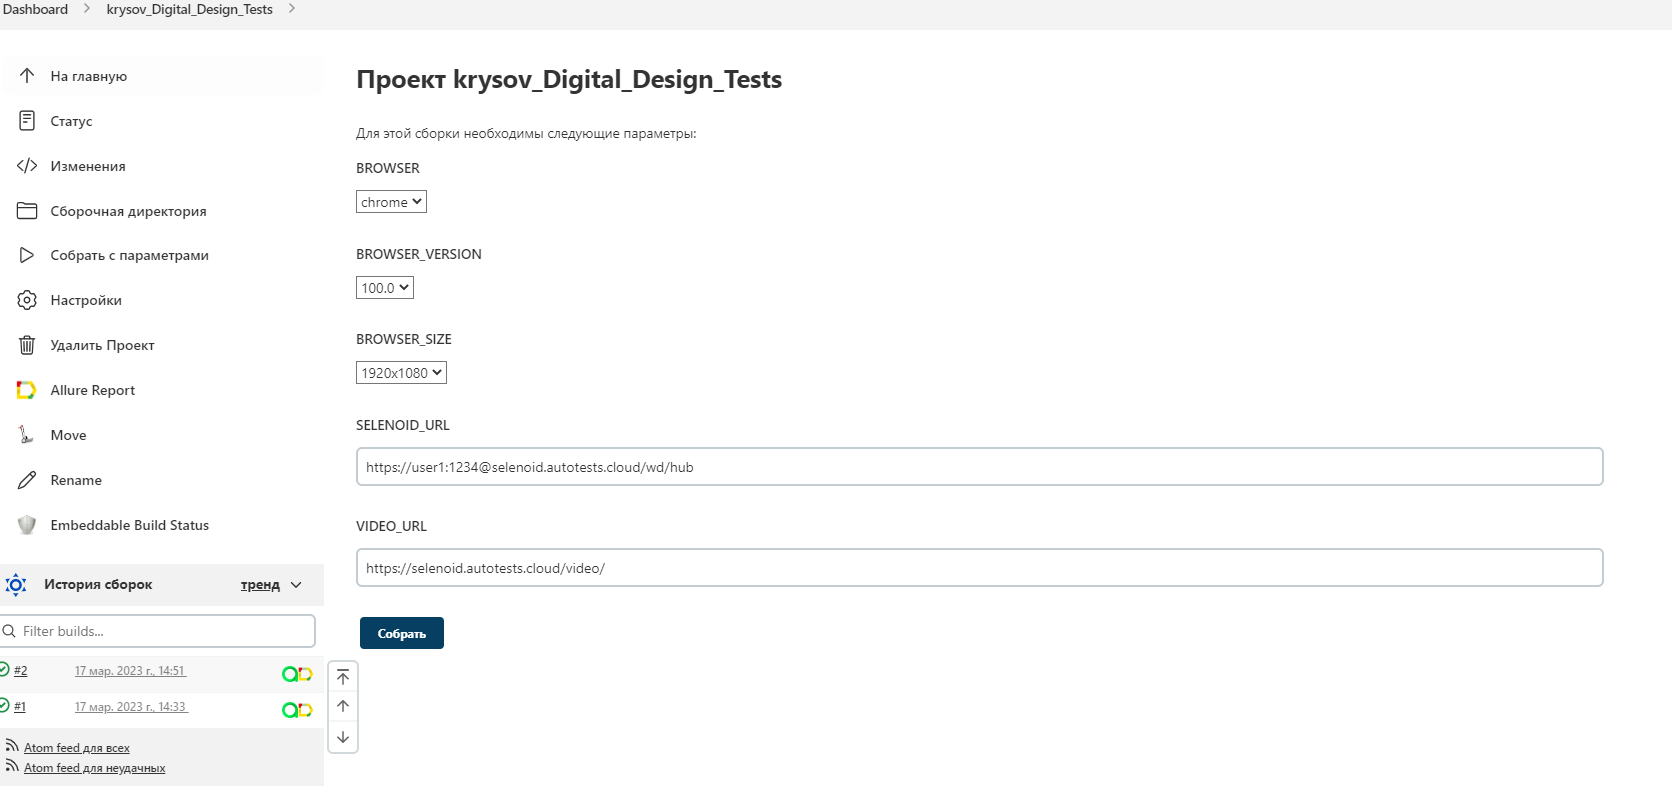 Dashboard
krysov_Digital_Design_Tests
На главную
Статус
Изменения
Сборочная директория
Собрать с параметрами
Настройки
Удалить Проект
Allure Report
Move
Rename
Embeddable Build Status
История сборок
тренд
Filter builds...
#2 17 мар. 2023 г., 14:51
#1 17 мар. 2023 г., 14:33
Atom feed для всех
Atom feed для неудачных
Проект krysov_Digital_Design_Tests
Для этой сборки необходимы следующие параметры:
BROWSER
chrome
BROWSER_VERSION
100.0
BROWSER_SIZE
1920x1080
SELENOID_URL
https://user1:1234@selenoid.autotests.cloud/wd/hub
VIDEO_URL
https://selenoid.autotests.cloud/video/
Собрать